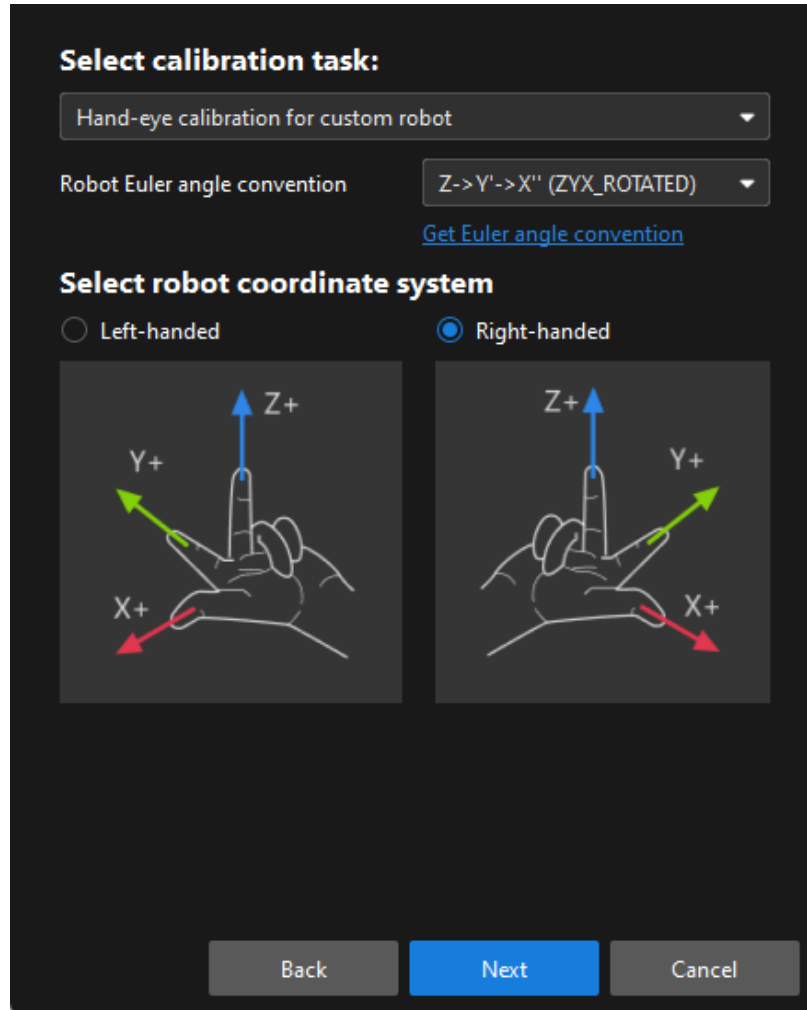 Select calibration task:
Hand-eye calibration for custom robot
Robot Euler angle convention
Z->Y'->X'' (ZYX_ROTATED)
Get Euler angle convention
Select robot coordinate system
Left-handed
Right-handed
Z+
Y+
X+
Z+
Y+
X+
Back
Next
Cancel